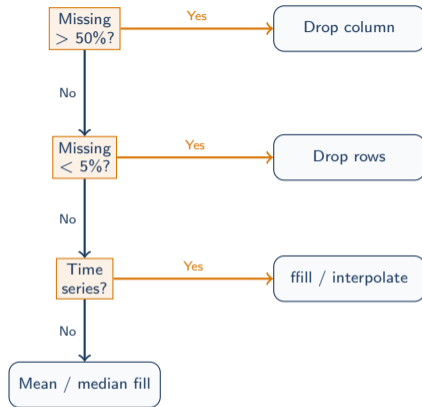 Missing
> 50%?
Yes
Drop column
No
Missing
< 5%?
Yes
Drop rows
No
Time
series?
Yes
ffill / interpolate
No
Mean / median fill